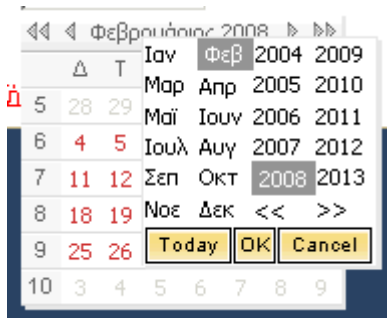 Φεβρουάριος 2008
Δ Τ
5 28 29
6 4 5
7 11 12
8 18 19
9 25 26
10 3 4 5 6 7 8 9
Ιαν Φεβ 2004 2009
Μαρ Απρ 2005 2010
Μαϊ Ιουν 2006 2011
Ιουλ Αυγ 2007 2012
Σεπ Οκτ 2008 2013
Νοε Δεκ << >>
Today OK Cancel